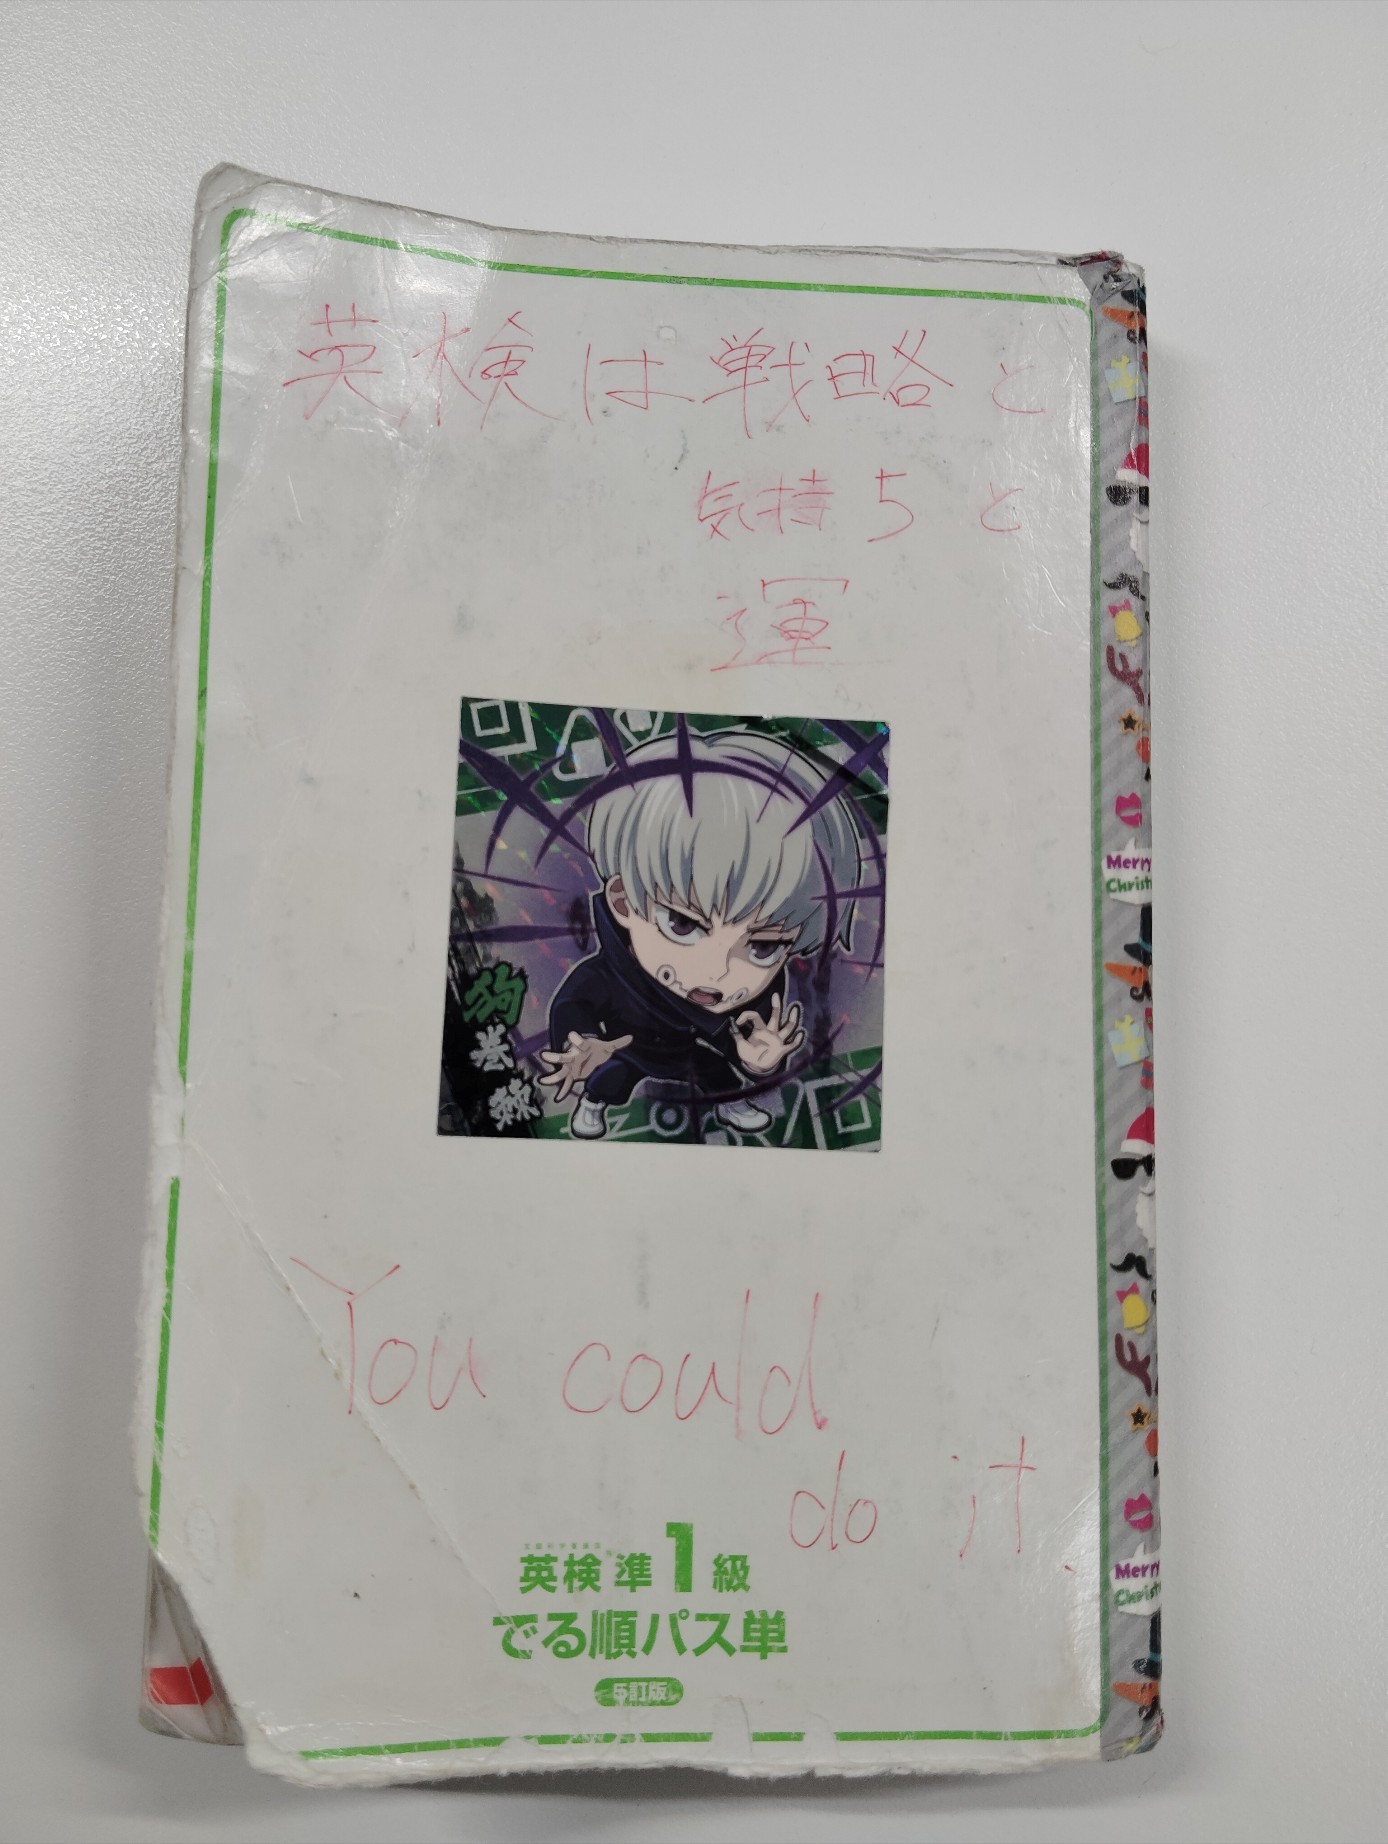 英検は戦略と
気持ちと
運
狗巻棘
You could
do it.
英検準1級
でる順パス単
5訂版
Merry
Christ
Merry
Christ